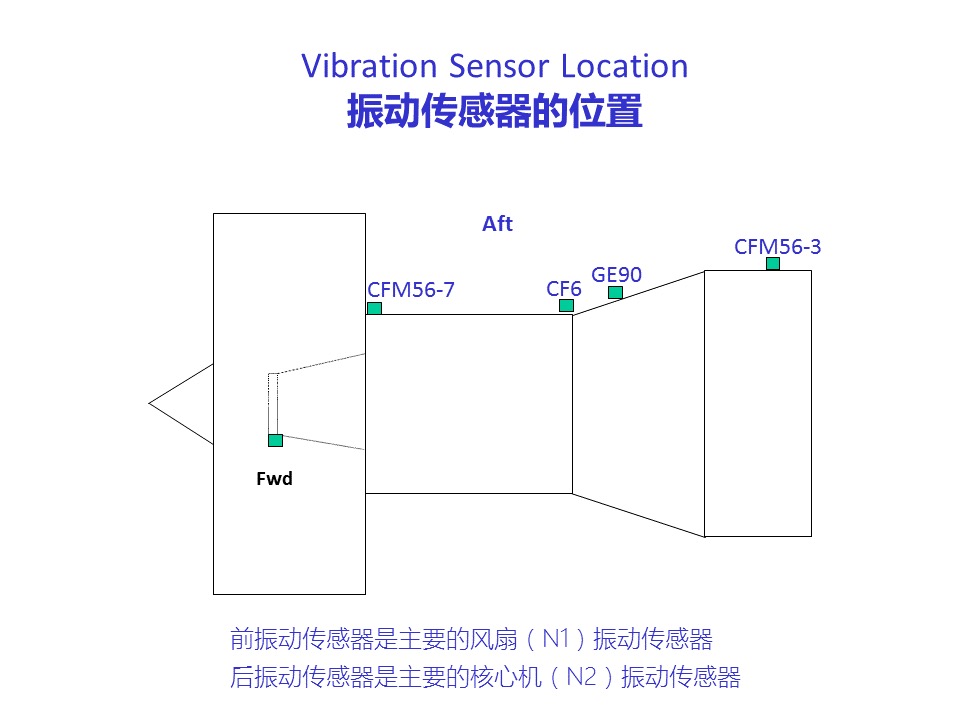 Vibration Sensor Location
振动传感器的位置
Aft
CFM56-3
GE90
CF6
CFM56-7
Fwd
前振动传感器是主要的风扇（N1）振动传感器
后振动传感器是主要的核心机（N2）振动传感器